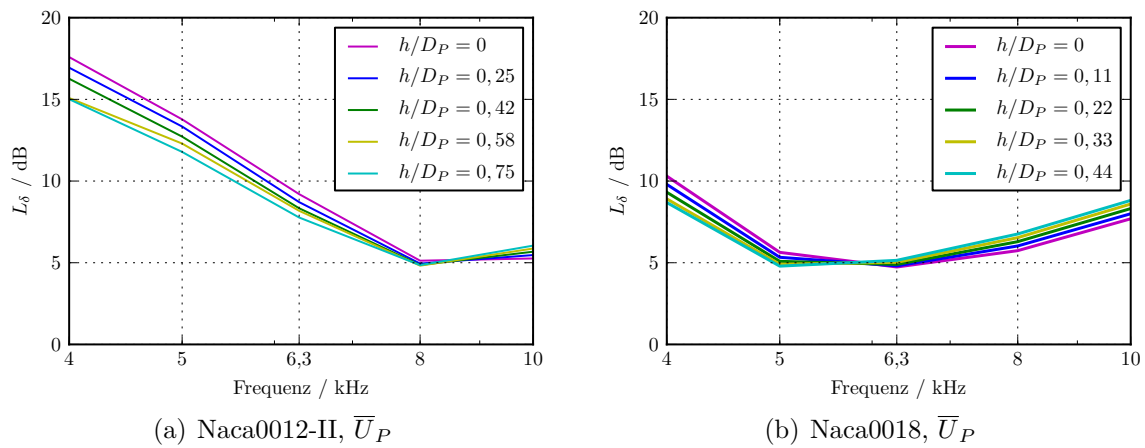 20
15
10
5
0
L_δ / dB
4
5
6,3
8
10
Frequenz / kHz
h/D_P = 0
h/D_P = 0, 25
h/D_P = 0, 42
h/D_P = 0, 58
h/D_P = 0, 75
(a) Naca0012-II, U̅_P
20
15
10
5
0
L_δ / dB
4
5
6,3
8
10
Frequenz / kHz
h/D_P = 0
h/D_P = 0, 11
h/D_P = 0, 22
h/D_P = 0, 33
h/D_P = 0, 44
(b) Naca0018, U̅_P